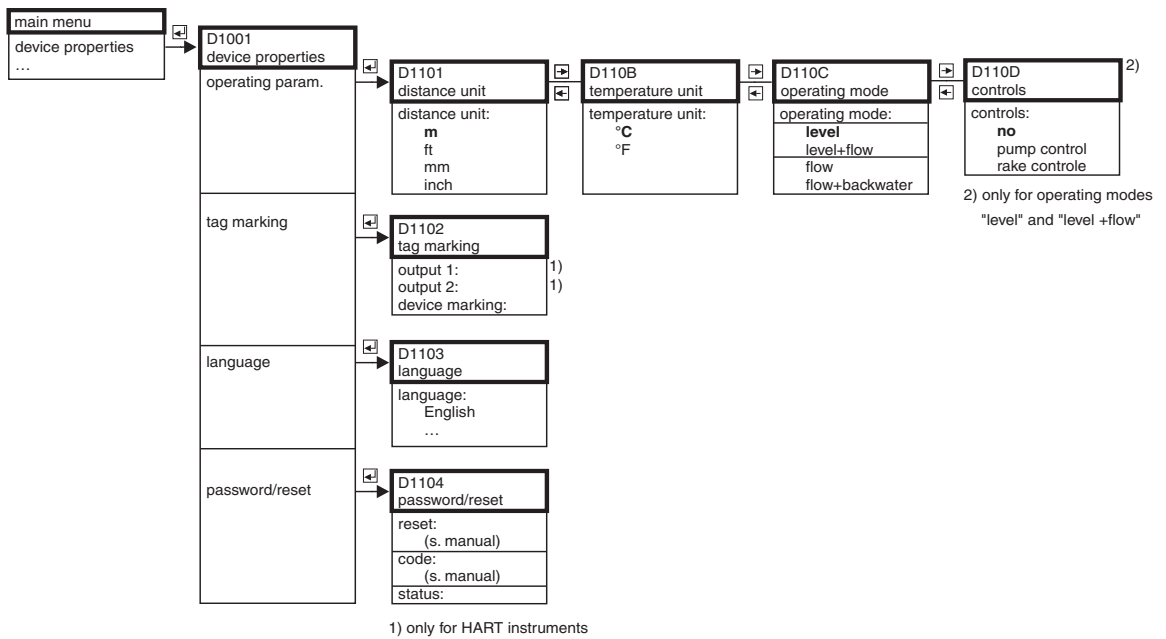 main menu
device properties
...
D1001
device properties
operating param.
D1101
distance unit
distance unit:
m
ft
mm
inch
D110B
temperature unit
temperature unit:
°C
°F
D110C
operating mode
operating mode:
level
level+flow
flow
flow+backwater
D110D
controls
2)
controls:
no
pump control
rake controle
2) only for operating modes
"level" and "level +flow"
tag marking
D1102
tag marking
output 1: 1)
output 2: 1)
device marking:
language
D1103
language
language:
English
...
password/reset
D1104
password/reset
reset:
(s. manual)
code:
(s. manual)
status:
1) only for HART instruments